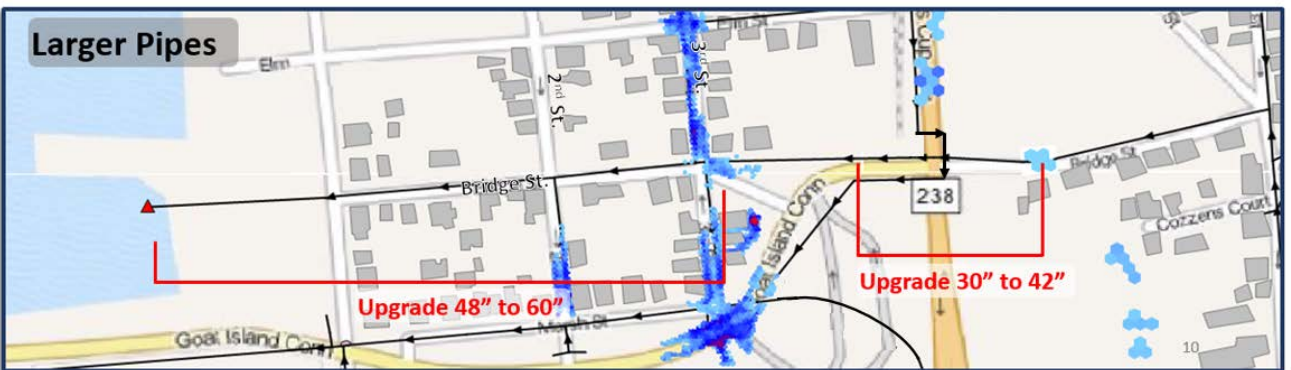 Larger Pipes
Elm St
Elm
2nd St.
3rd St.
Bridge St.
Bridge St
238
Cozzens Court
Island Conn
Upgrade 48” to 60”
Upgrade 30” to 42”
Marsh St
Goat Island Conn
10